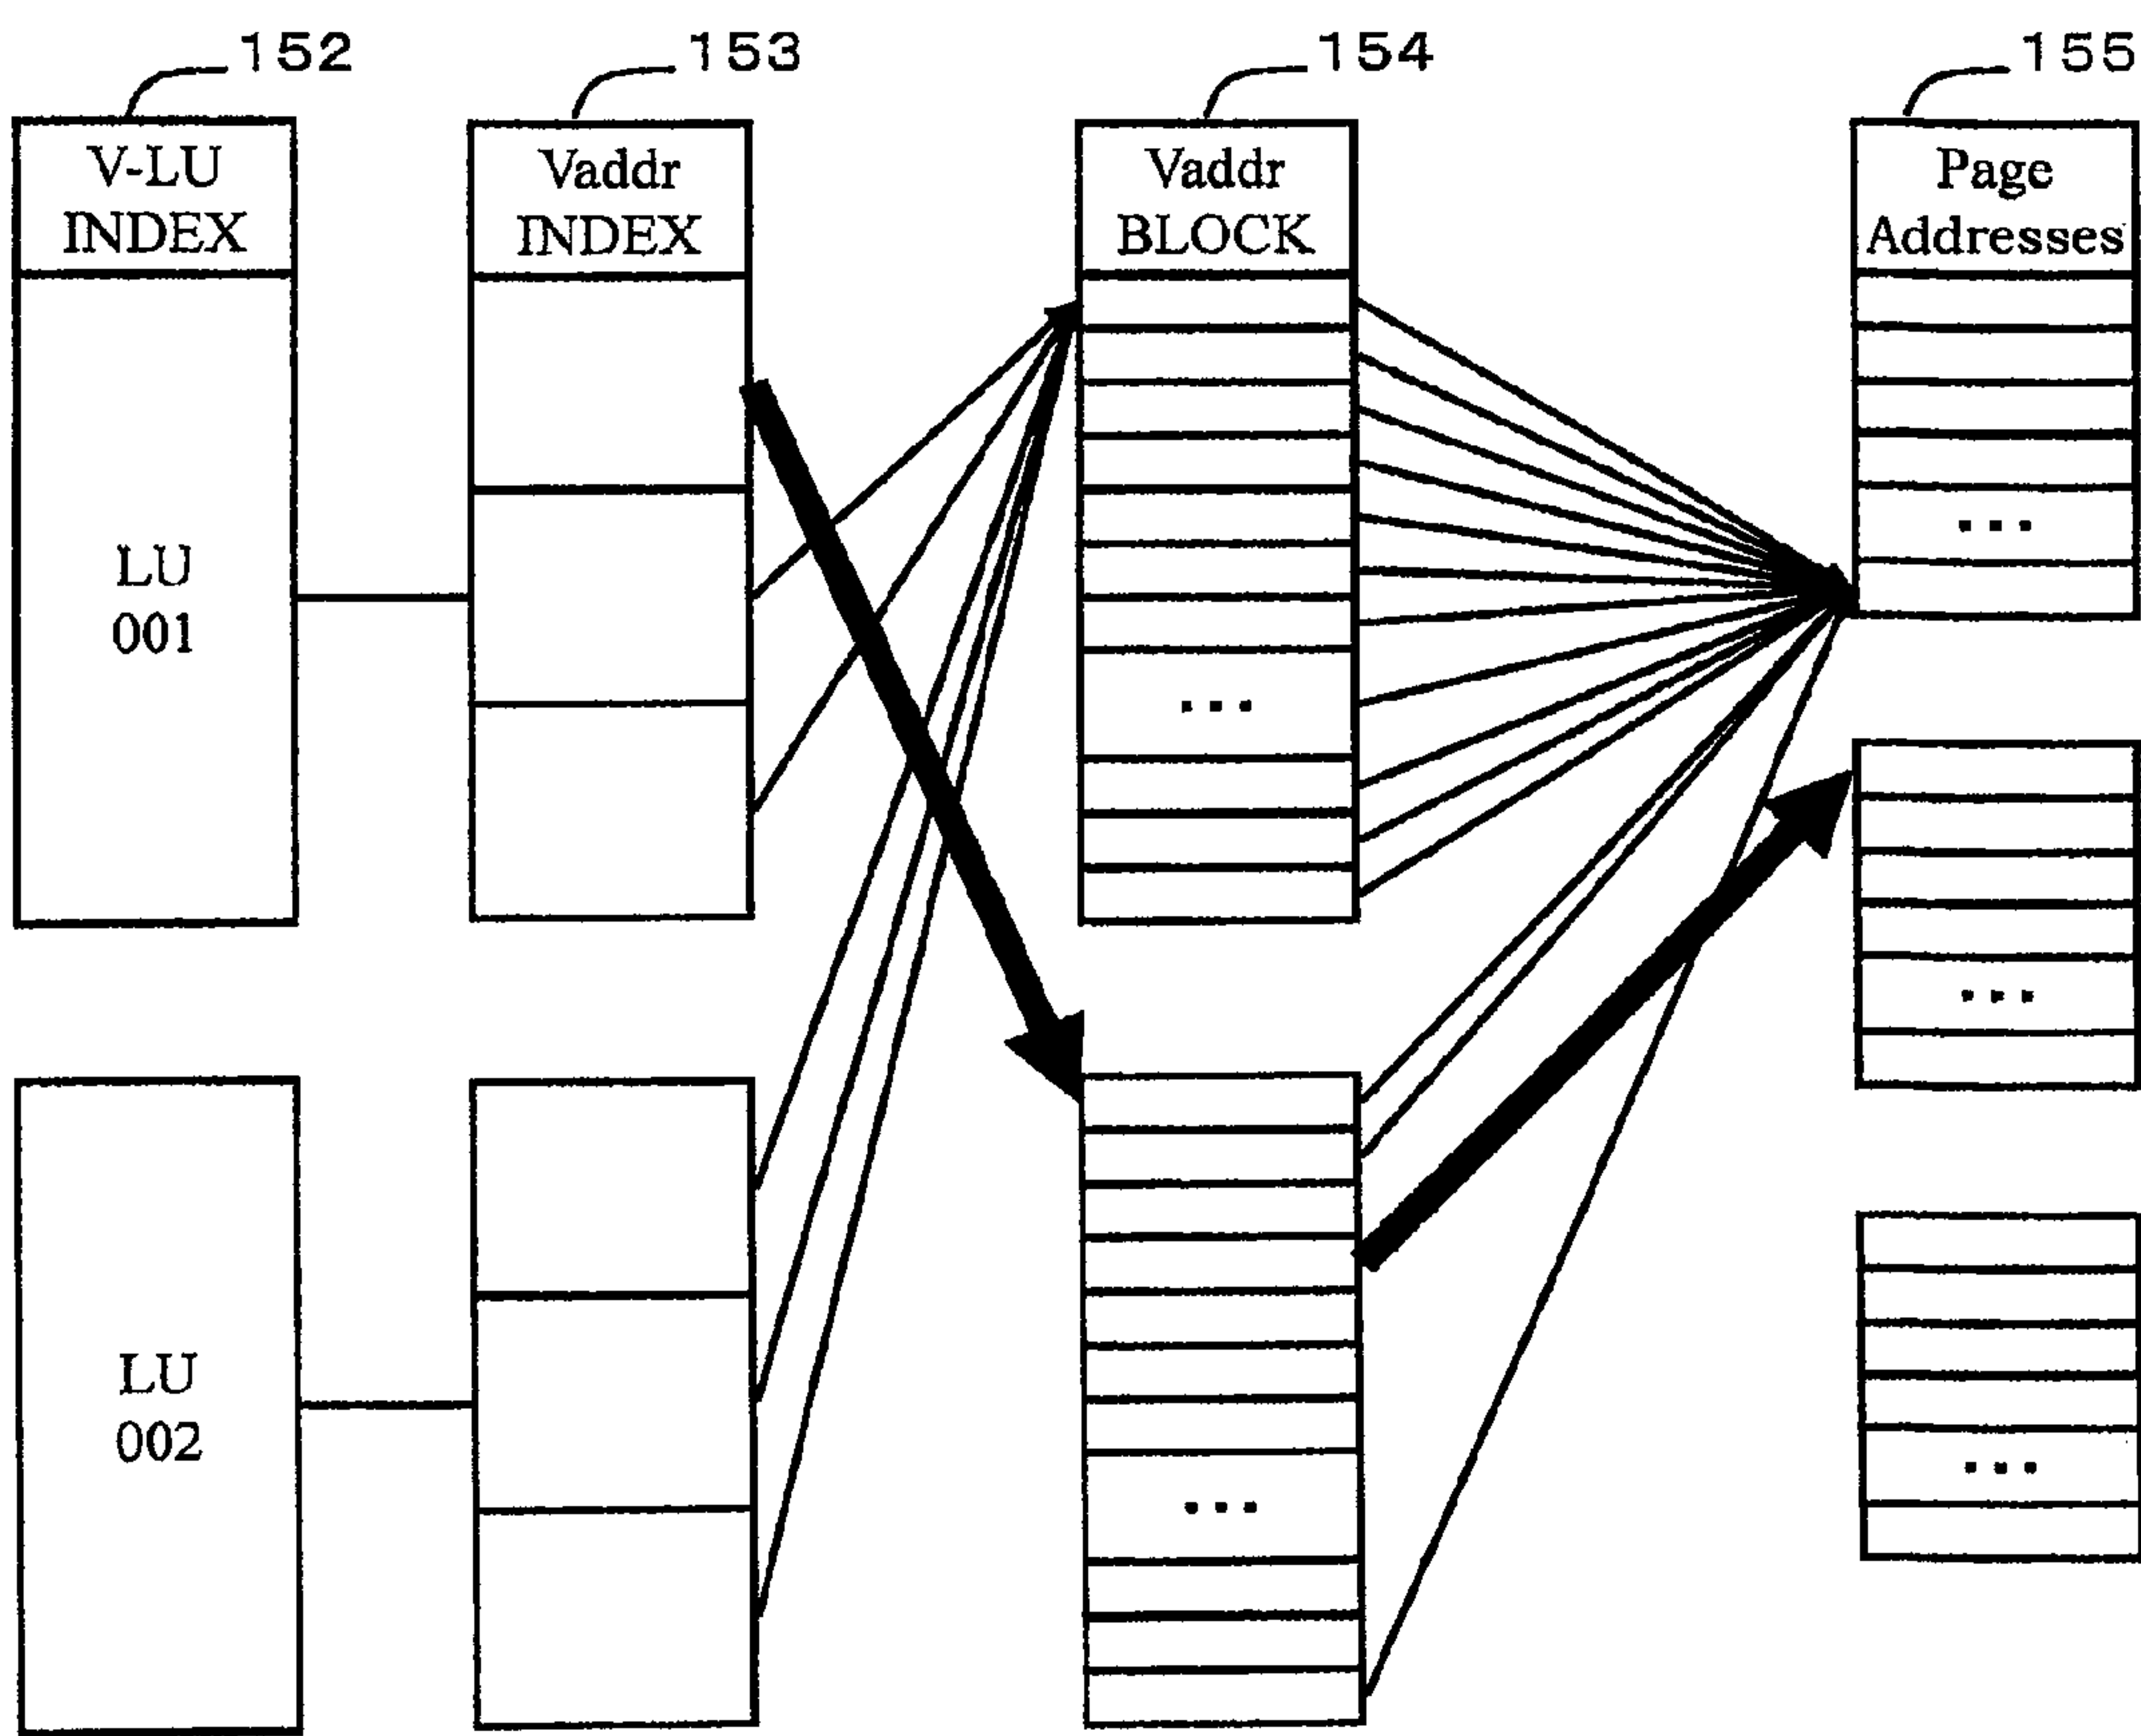 152
153
154
155
V-LU
INDEX
Vaddr
INDEX
Vaddr
BLOCK
Page
Addresses
...
LU
001
...
...
LU
002
...
...